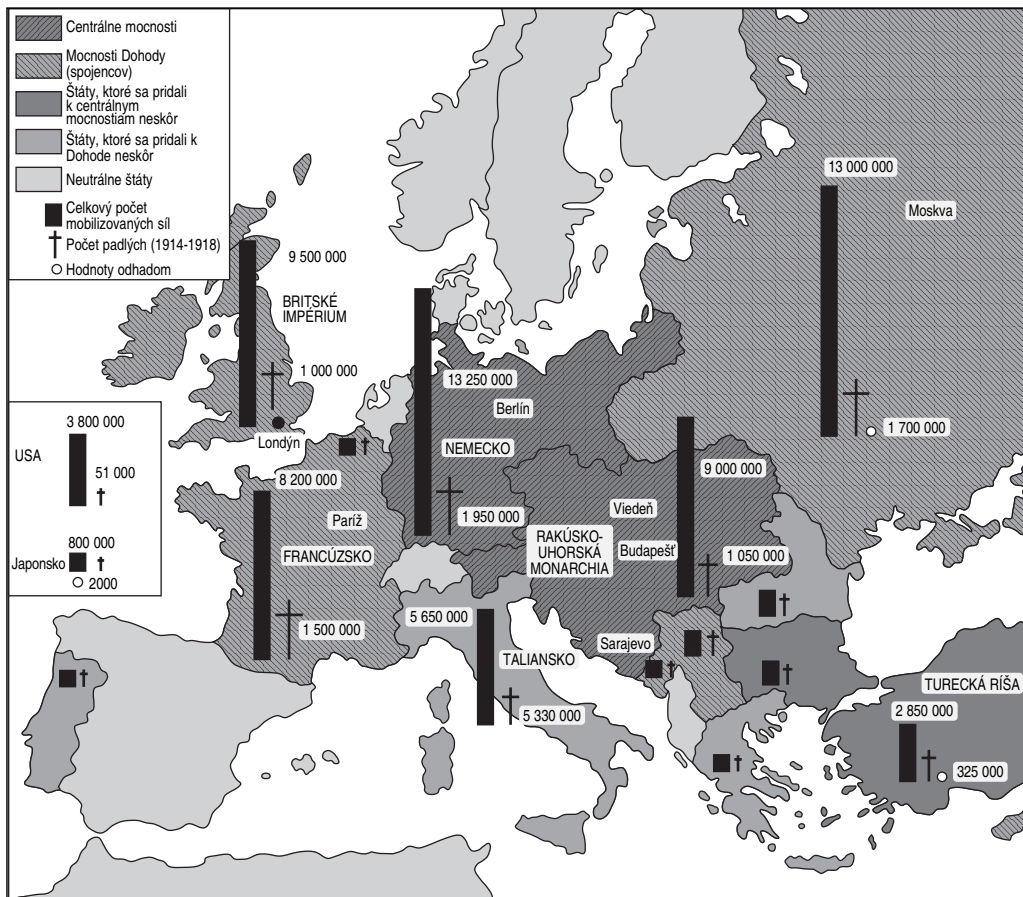 Centrálne mocnosti
Mocnosti Dohody
(spojencov)
Štáty, ktoré sa pridali
k centrálnym
mocnostiam neskôr
Štáty, ktoré sa pridali k
Dohode neskôr
Neutrálne štáty
Celkový počet
mobilizovaných síl
Počet padlých (1914-1918)
Hodnoty odhadom
13 000 000
Moskva
1 700 000
9 500 000
BRITSKÉ
IMPÉRIUM
1 000 000
Londýn
13 250 000
Berlín
NEMECKO
1 950 000
USA
3 800 000
51 000
Japonsko
800 000
2000
8 200 000
Paríž
FRANCÚZSKO
1 500 000
9 000 000
Viedeň
RAKÚSKO-
UHORSKÁ
MONARCHIA
Budapešť
1 050 000
5 650 000
TALIANSKO
5 330 000
Sarajevo
TURECKÁ RÍŠA
2 850 000
325 000